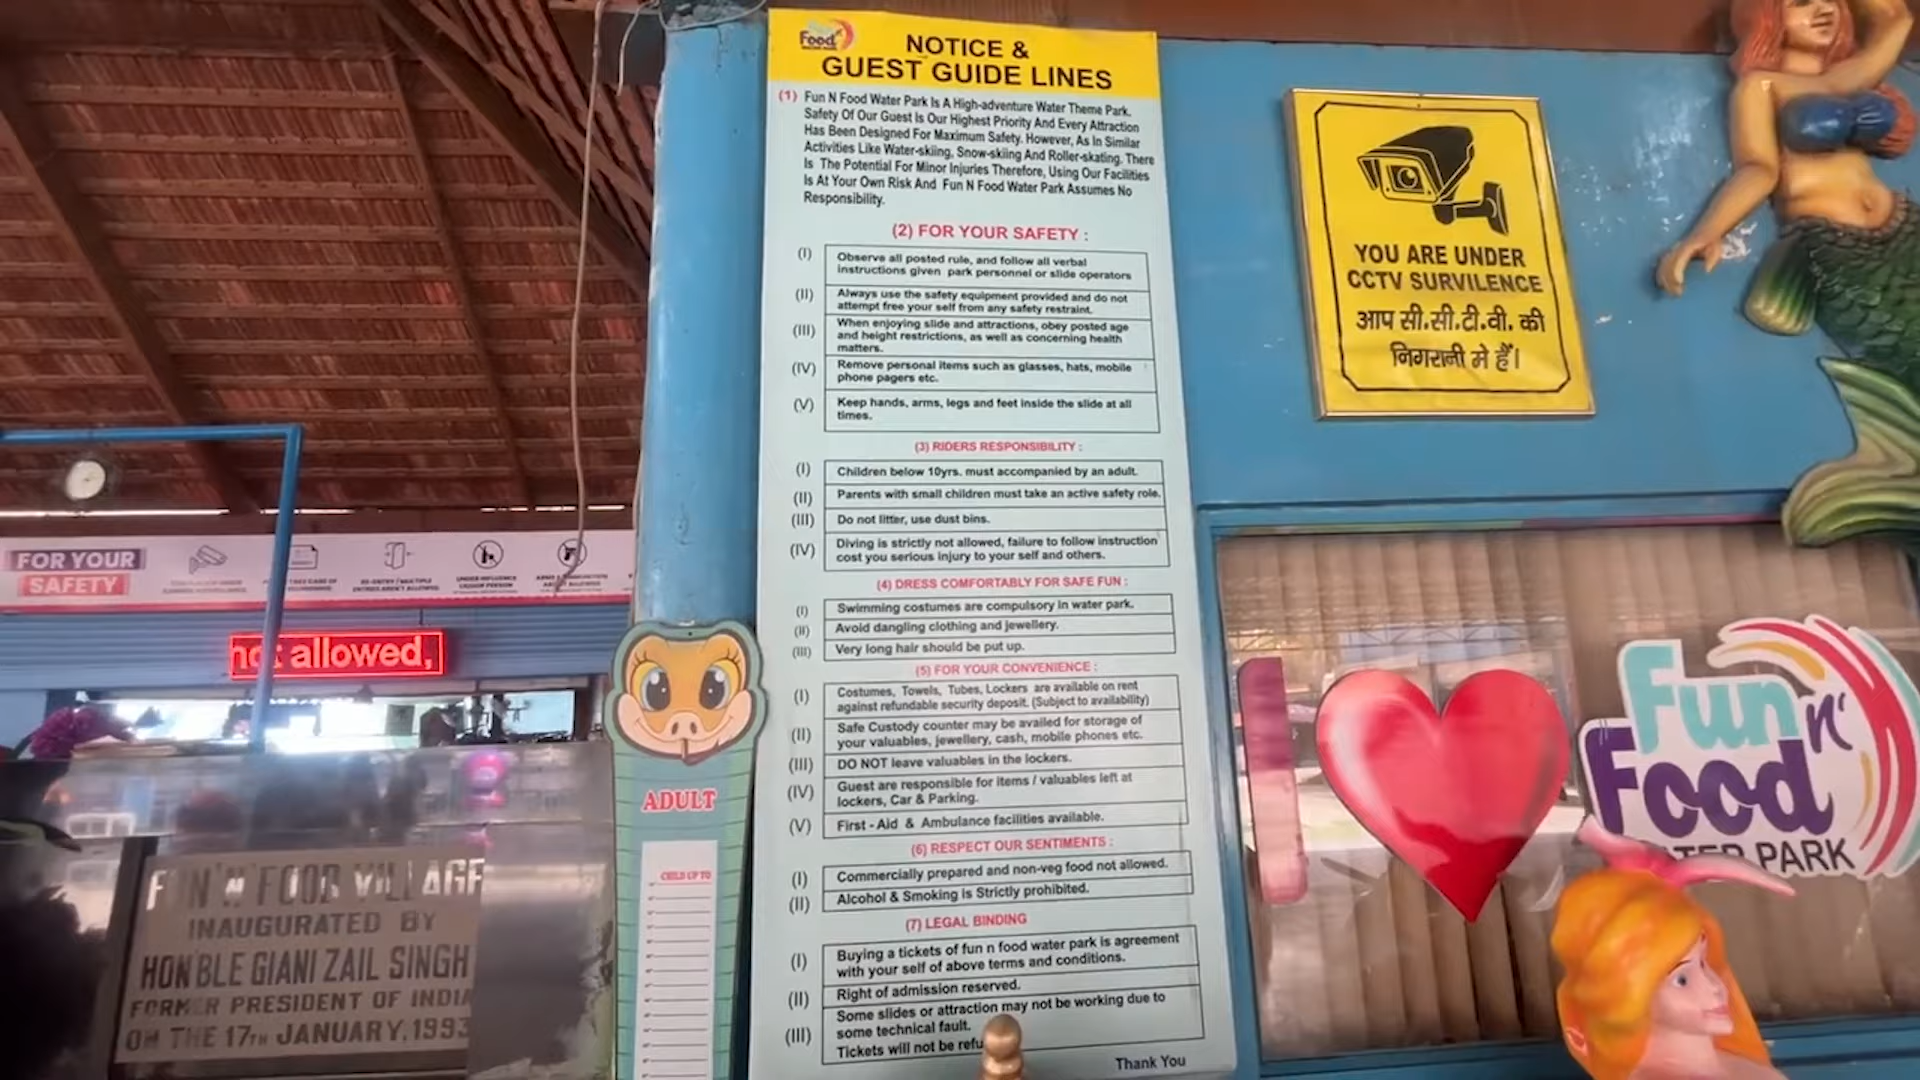 Fun
Food
NOTICE &
GUEST GUIDE LINES
(1) Fun N Food Water Park Is A High-adventure Water Theme Park.
Safety Of Our Guest Is Our Highest Priority And Every Attraction
Has Been Designed For Maximum Safety. However, As In Similar
Activities Like Water-skiing, Snow-skiing And Roller-skating. There
Is The Potential For Minor Injuries Therefore, Using Our Facilities
Is At Your Own Risk And Fun N Food Water Park Assumes No
Responsibility.
(2) FOR YOUR SAFETY :
(I) Observe all posted rule, and follow all verbal
instructions given park personnel or slide operators
(II) Always use the safety equipment provided and do not
attempt free your self from any safety restraint.
(III) When enjoying slide and attractions, obey posted age
and height restrictions, as well as concerning health
matters.
(IV) Remove personal items such as glasses, hats, mobile
phone pagers etc.
(V) Keep hands, arms, legs and feet inside the slide at all
times.
(3) RIDERS RESPONSIBILITY :
(I) Children below 10yrs. must accompanied by an adult.
(II) Parents with small children must take an active safety role.
(III) Do not litter, use dust bins.
(IV) Diving is strictly not allowed, failure to follow instruction
cost you serious injury to your self and others.
(4) DRESS COMFORTABLY FOR SAFE FUN :
(I) Swimming costumes are compulsory in water park.
(II) Avoid dangling clothing and jewellery.
(III) Very long hair should be put up.
(5) FOR YOUR CONVENIENCE :
(I) Costumes, Towels, Tubes, Lockers are available on rent
against refundable security deposit. (Subject to availability)
(II) Safe Custody counter may be availed for storage of
your valuables, jewellery, cash, mobile phones etc.
(III) DO NOT leave valuables in the lockers.
(IV) Guest are responsible for items / valuables left at
lockers, Car & Parking.
(V) First - Aid & Ambulance facilities available.
(6) RESPECT OUR SENTIMENTS :
(I) Commercially prepared and non-veg food not allowed.
(II) Alcohol & Smoking is Strictly prohibited.
(7) LEGAL BINDING
(I) Buying a tickets of fun n food water park is agreement
with your self of above terms and conditions.
(II) Right of admission reserved.
(III) Some slides or attraction may not be working due to
some technical fault.
Tickets will not be refu
Thank You
YOU ARE UNDER
CCTV SURVILENCE
आप सी.सी.टी.वी. की
निगरानी मे हैं।
FOR YOUR
SAFETY
RE-ENTRY / MULTIPLE
ENTRIES AREN'T ALLOWED
UNDER INFLUENCE
not allowed,
ADULT
CHILD UP TO
FUN 'N' FOOD VILLAGE
INAUGURATED BY
HON'BLE GIANI ZAIL SINGH
FORMER PRESIDENT OF INDIA
ON THE 17TH JANUARY, 1993
I
Fun n'
Food
WATER PARK